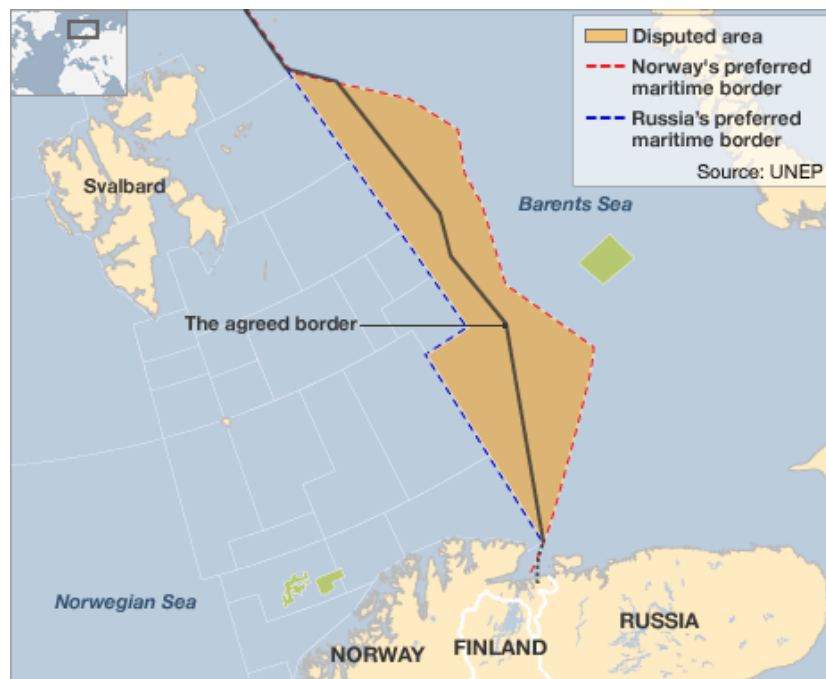 Disputed area
Norway's preferred
maritime border
Russia's preferred
maritime border
Source: UNEP
Svalbard
Barents Sea
The agreed border
Norwegian Sea
NORWAY
FINLAND
RUSSIA